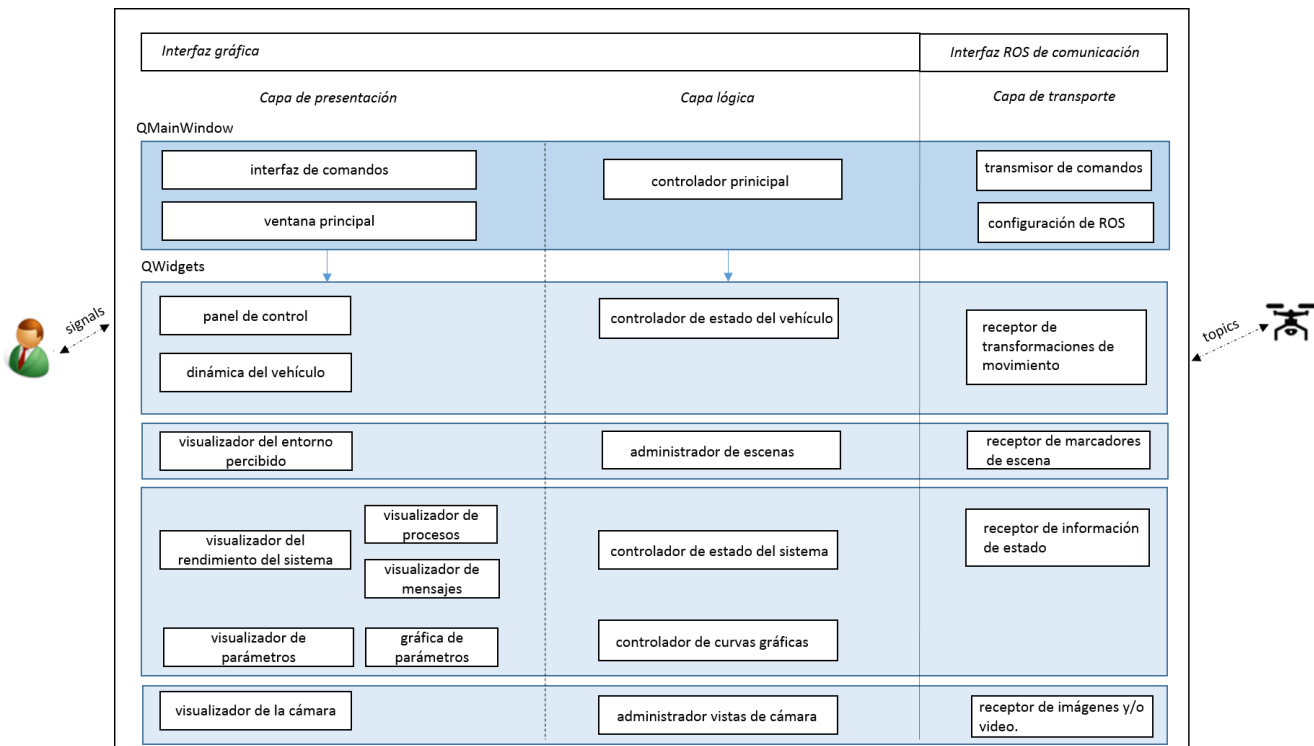 Interfaz gráfica
Interfaz ROS de comunicación
Capa de presentación
Capa lógica
Capa de transporte
QMainWindow
interfaz de comandos
ventana principal
controlador prinicipal
transmisor de comandos
configuración de ROS
QWidgets
signals
topics
panel de control
dinámica del vehículo
controlador de estado del vehículo
receptor de
transformaciones de
movimiento
visualizador del entorno
percibido
administrador de escenas
receptor de marcadores
de escena
visualizador del
rendimiento del sistema
visualizador de
procesos
visualizador de
mensajes
controlador de estado del sistema
receptor de información
de estado
visualizador de
parámetros
gráfica de
parámetros
controlador de curvas gráficas
visualizador de la cámara
administrador vistas de cámara
receptor de imágenes y/o
video.